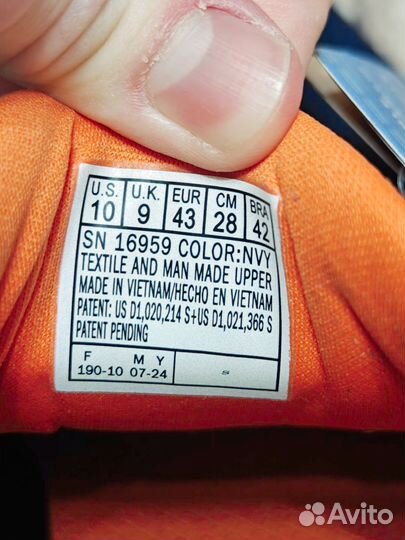 U.S. U.K. EUR CM BRA
10 9 43 28 42
SN 16959 COLOR:NVY
TEXTILE AND MAN MADE UPPER
MADE IN VIETNAM/HECHO EN VIETNAM
PATENT: US D1,020,214 S+US D1,021,366 S
PATENT PENDING
F M Y
190-10 07-24 S
Avito